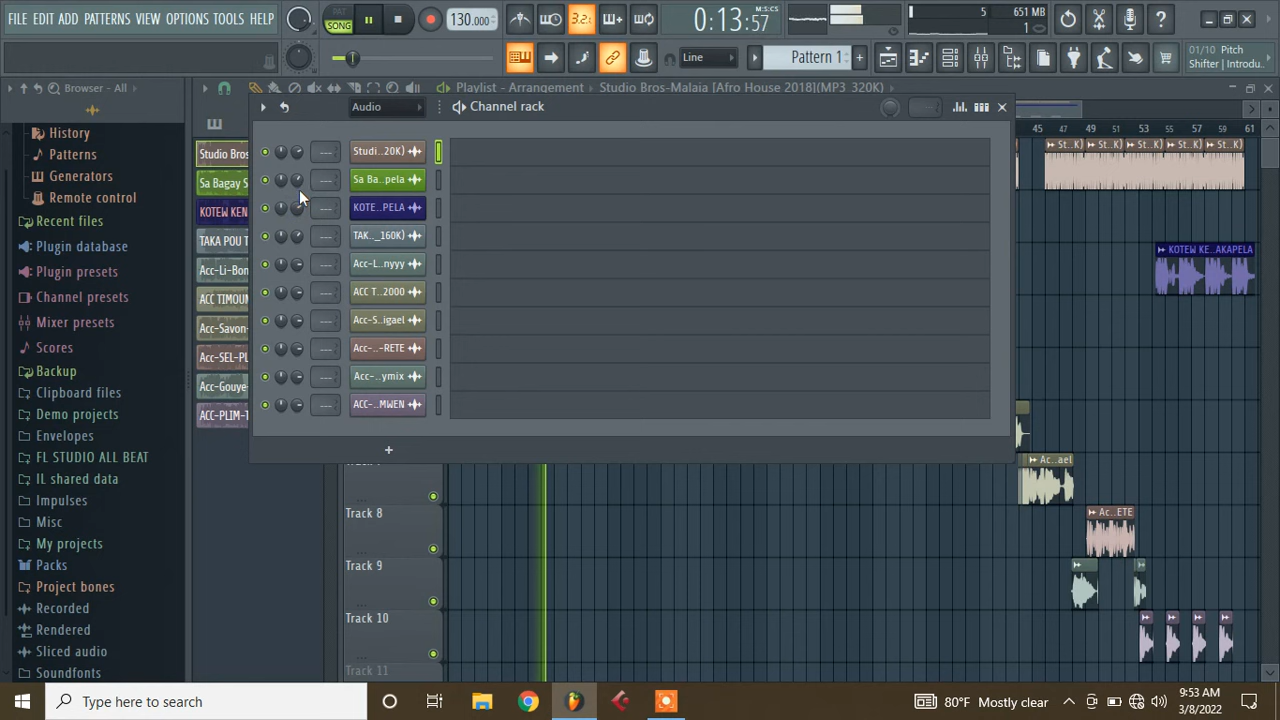 FILE EDIT ADD PATTERNS VIEW OPTIONS TOOLS HELP
PAT
SONG
130.000
3.2:
0:13:57
M:S:CS
5
651 MB
1
Line
Pattern 1
01/10 Pitch
Shifter | Introdu..
Browser - All
Playlist - Arrangement
Studio Bros-Malaia [Afro House 2018](MP3_320K)
Audio
Channel rack
History
Patterns
Generators
Remote control
Recent files
Plugin database
Plugin presets
Channel presets
Mixer presets
Scores
Backup
Clipboard files
Demo projects
Envelopes
FL STUDIO ALL BEAT
IL shared data
Impulses
Misc
My projects
Packs
Project bones
Recorded
Rendered
Sliced audio
Soundfonts
Studio Bros
Sa Bagay S
KOTEW KEN
TAKA POU T
Acc-Li-Bon
ACC TIMOUN
Acc-Savon-
Acc-SEL-PL
Acc-Gouye-
ACC-PLIM-T
Studi..20K)
Sa Ba..pela
KOTE..PELA
TAK.._160K)
Acc-L..nyyy
ACC T..2000
Acc-S..igael
Acc-..-RETE
Acc-..ymix
ACC-..MWEN
45 47 49 51 53 55 57 59 61
St..K) St..K) St..K) St..K) St..K)
KOTEW KE..AKAPELA
Ac..ael
Ac..ETE
Track 8
Track 9
Track 10
Track 11
Type here to search
80°F Mostly clear
9:53 AM
3/8/2022